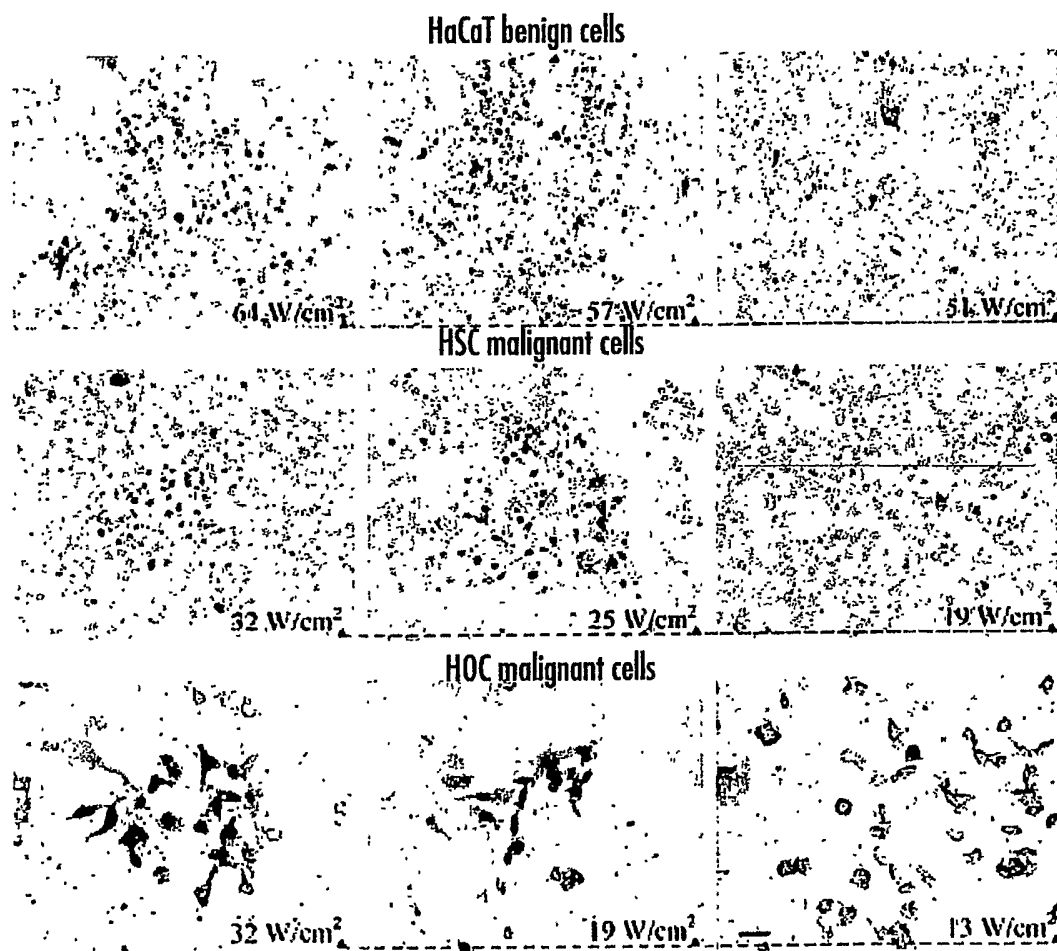 HaCaT benign cells
64 W/cm
57 W/cm²
51 W/cm²
HSC malignant cells
32 W/cm²
25 W/cm²
19 W/cm²
HOC malignant cells
32 W/cm²
19 W/cm²
13 W/cm²